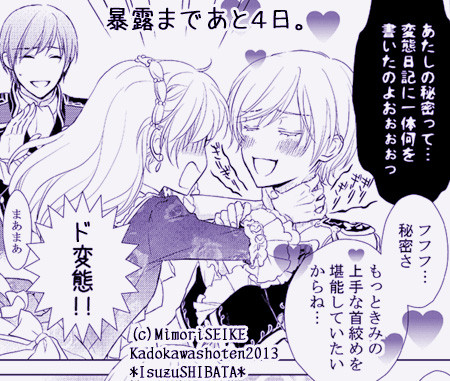 暴露まであと4日。
あたしの秘密って…
変態日記に一体何を
書いたのよおぉぉぉぉっ
フフフ…
秘密さ
もっときみの
上手な首絞めを
堪能していたい
からね…
ド変態!!
まあまあ
(c)MimoriSEIKE
Kadokawashoten2013
*IsuzuSHIBATA*